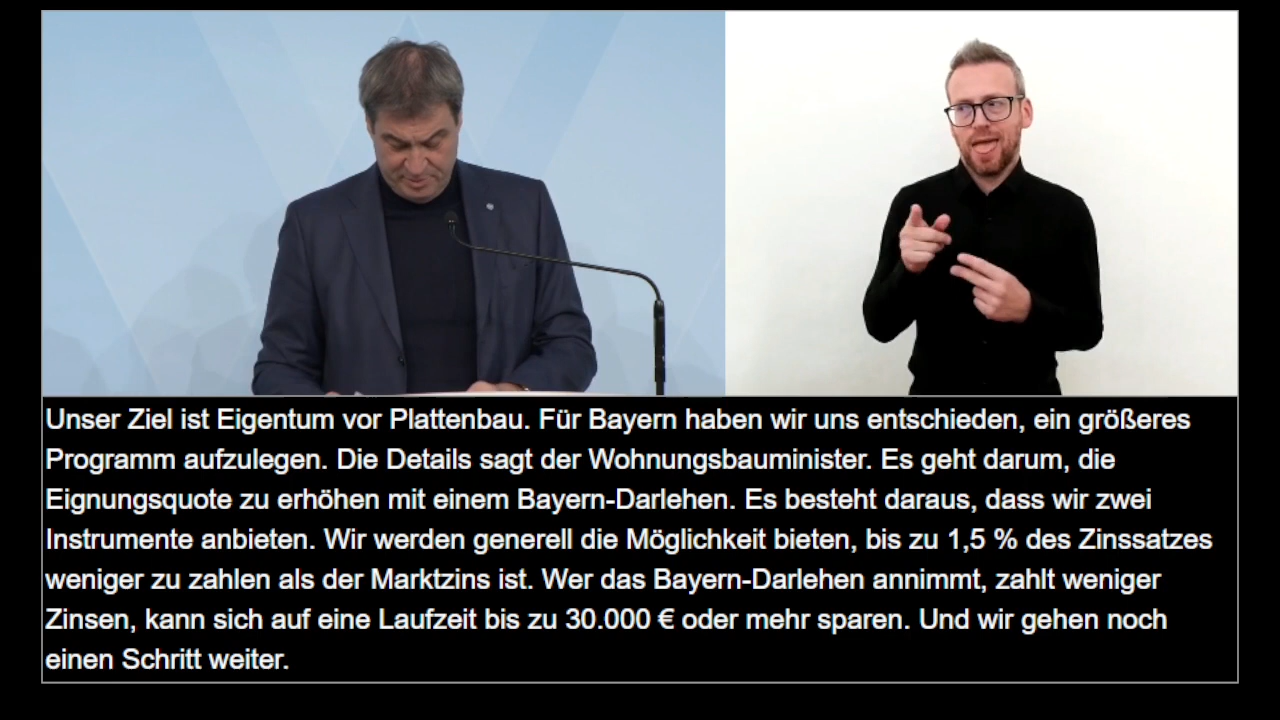 Unser Ziel ist Eigentum vor Plattenbau. Für Bayern haben wir uns entschieden, ein größeres
Programm aufzulegen. Die Details sagt der Wohnungsbauminister. Es geht darum, die
Eignungsquote zu erhöhen mit einem Bayern-Darlehen. Es besteht daraus, dass wir zwei
Instrumente anbieten. Wir werden generell die Möglichkeit bieten, bis zu 1,5 % des Zinssatzes
weniger zu zahlen als der Marktzins ist. Wer das Bayern-Darlehen annimmt, zahlt weniger
Zinsen, kann sich auf eine Laufzeit bis zu 30.000 € oder mehr sparen. Und wir gehen noch
einen Schritt weiter.